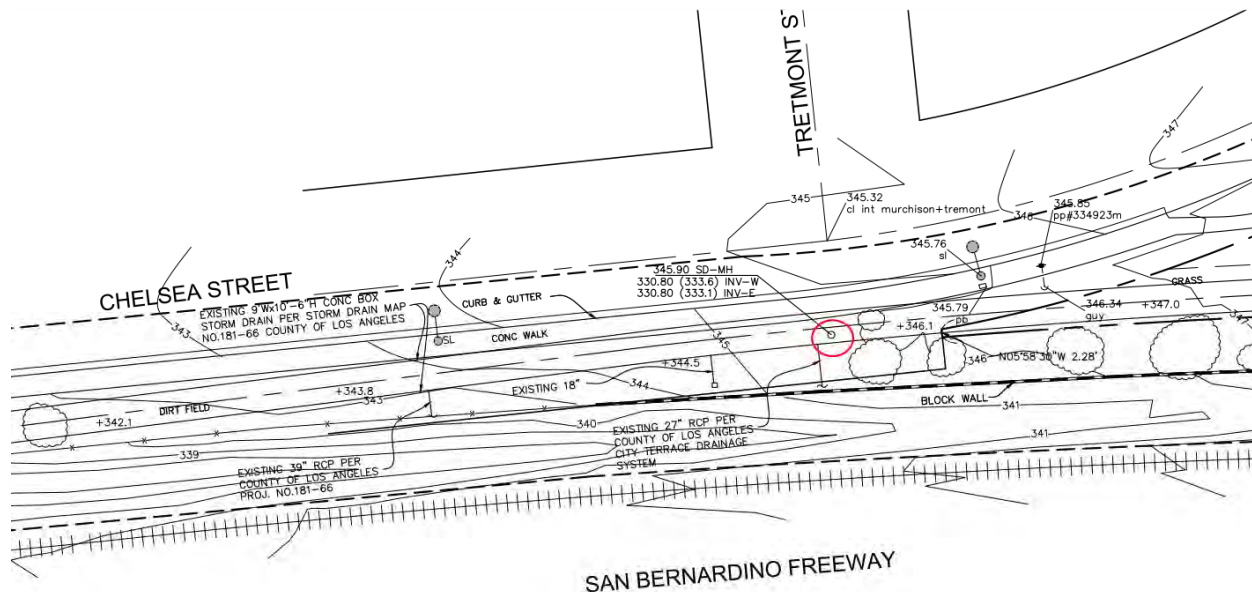 TRETMONT S
347
345
345.32
cl int murchison+tremont
346
345.85
pp#334923m
345.76
sl
344
345.90 SD-MH
330.80 (333.6) INV-W
330.80 (333.1) INV-E
CHELSEA STREET
343
EXISTING 9'Wx10'-6"H CONC BOX
STORM DRAIN PER STORM DRAIN MAP
NO.181-66 COUNTY OF LOS ANGELES
CURB & GUTTER
GRASS
SL
CONC WALK
345
345.79
pb
346.34
guy
+347.0
+346.1
346
N05°58'30"W 2.28'
+344.5
EXISTING 18"
344
+343.8
343
BLOCK WALL
341
DIRT FIELD
+342.1
340
EXISTING 27" RCP PER
COUNTY OF LOS ANGELES
CITY TERRACE DRAINAGE
SYSTEM
341
339
EXISTING 39" RCP PER
COUNTY OF LOS ANGELES
PROJ. NO.181-66
SAN BERNARDINO FREEWAY